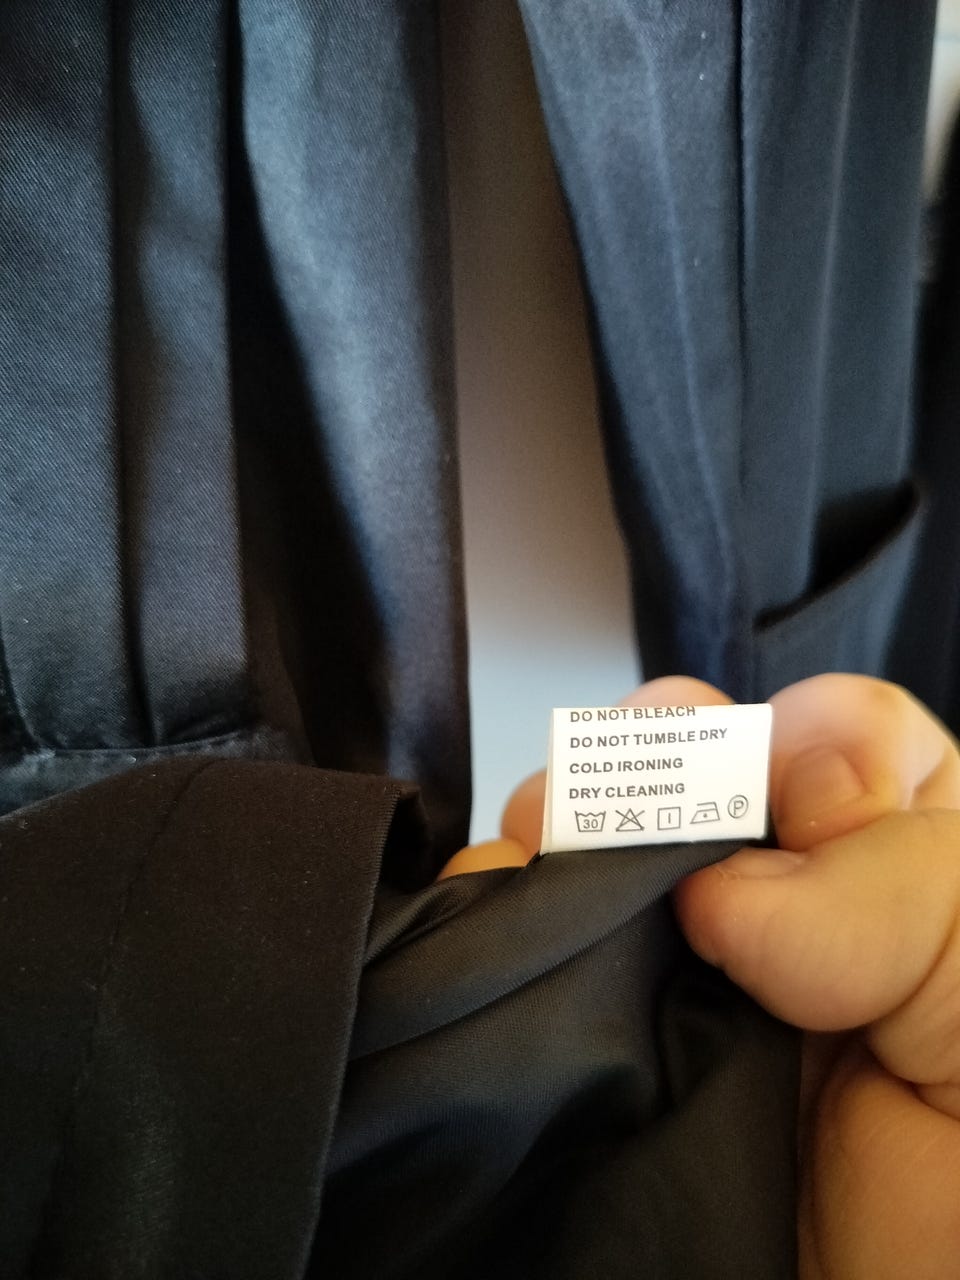 DO NOT BLEACH
DO NOT TUMBLE DRY
COLD IRONING
DRY CLEANING
30 P